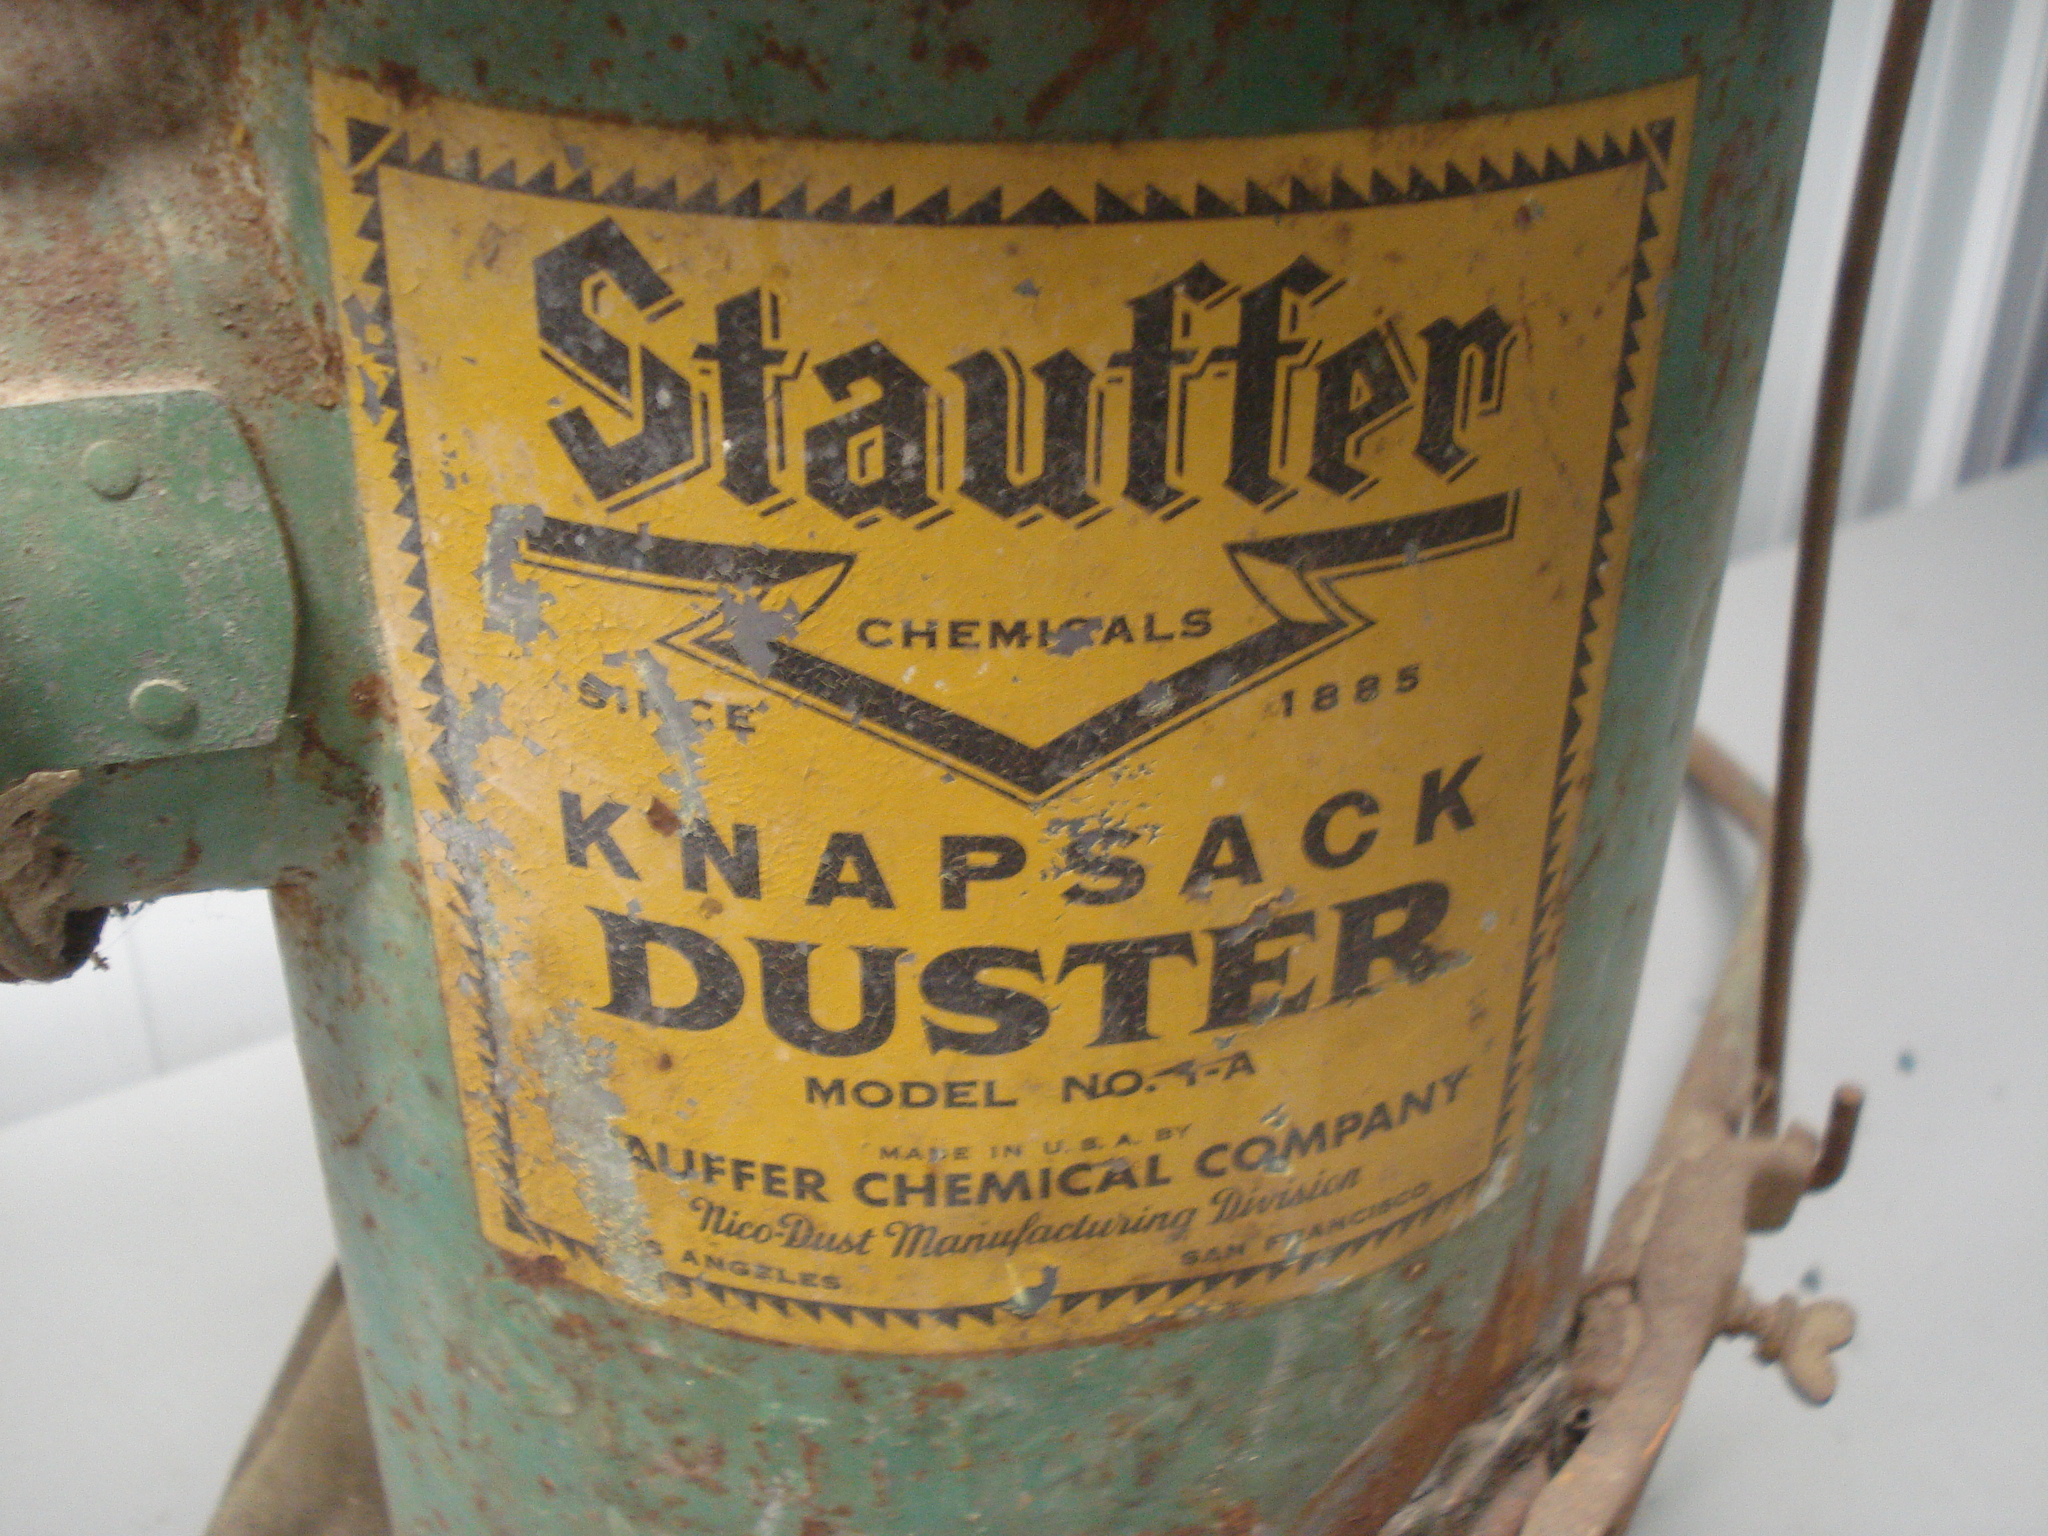 Stauffer
CHEMICALS
SINCE 1885
KNAPSACK
DUSTER
MODEL NO. -A
MADE IN U.S.A. BY
AUFFER CHEMICAL COMPANY
Nico-Dust Manufacturing Division
S ANGELES SAN FRANCISCO